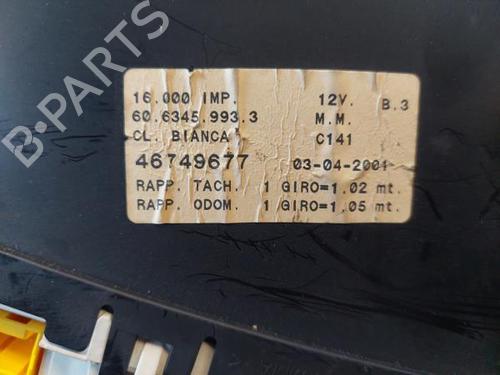 16.000 IMP. 12V. B.3
60.6345.993.3 M.M.
CL. BIANCA C141
46749677 03-04-2001
RAPP. TACH. 1 GIRO=1.02 mt.
RAPP. ODOM. 1 GIRO=1.05 mt.
B-PARTS